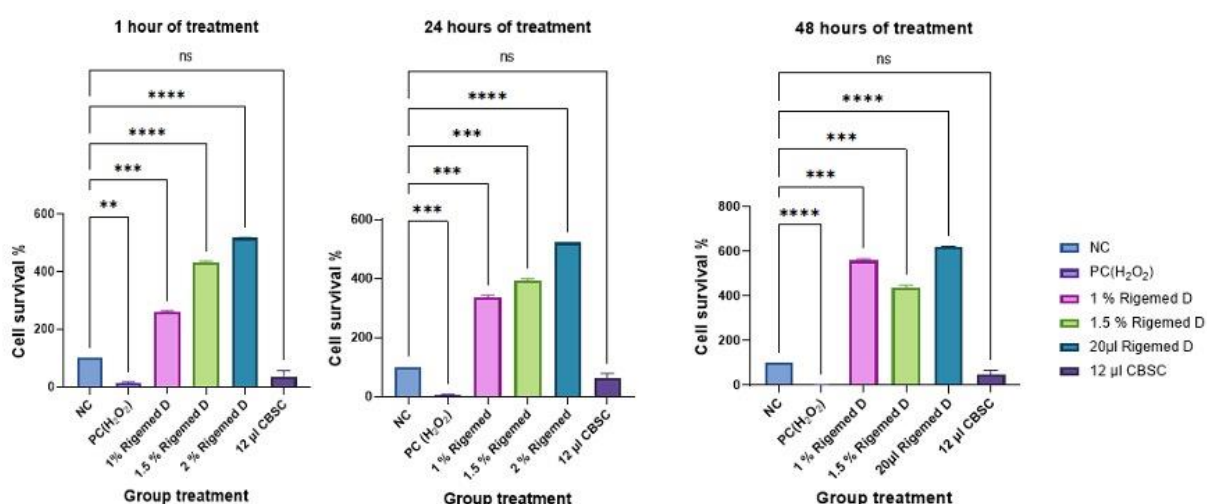 1 hour of treatment
ns
****
****
***
**
Cell survival %
600
400
200
0
NC
PC(H₂O₂)
1% Rigemed D
1.5 % Rigemed D
2 % Rigemed D
12 µl CBSC
Group treatment
24 hours of treatment
ns
****
***
***
***
Cell survival %
600
400
200
0
NC
PC (H₂O₂)
1 % Rigemed
1.5 % Rigemed
2 % Rigemed
12 µl CBSC
Group treatment
48 hours of treatment
ns
****
***
***
****
Cell survival %
800
600
400
200
0
NC
PC(H₂O₂)
1 % Rigemed D
1.5 % Rigemed D
20µl Rigemed D
12 µl CBSC
Group treatment
NC
PC(H₂O₂)
1 % Rigemed D
1.5 % Rigemed D
20µl Rigemed D
12 µl CBSC